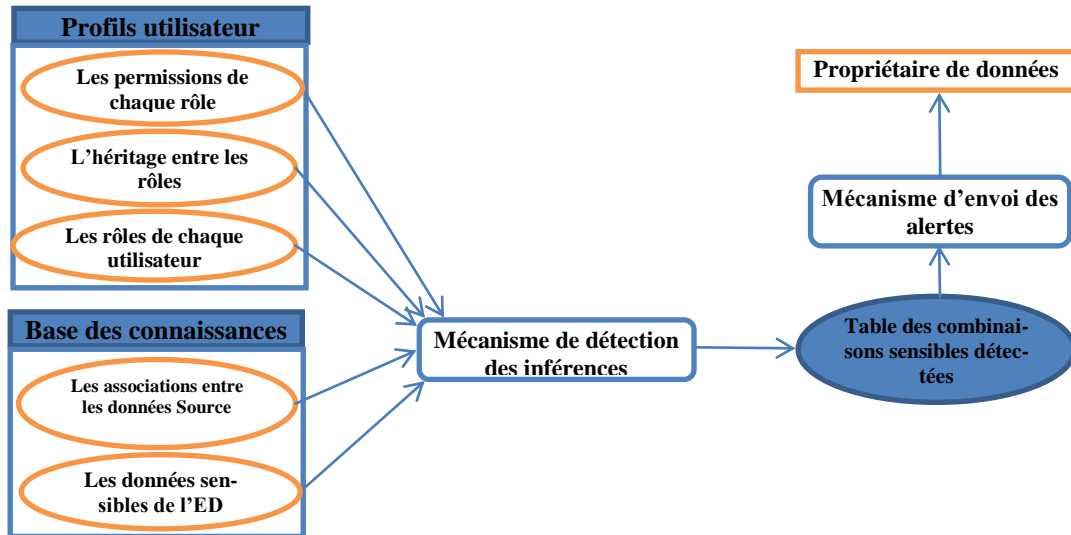 Profils utilisateur
Les permissions de
chaque rôle
L'héritage entre les
rôles
Les rôles de chaque
utilisateur
Base des connaissances
Les associations entre
les données Source
Les données sen-
sibles de l'ED
Mécanisme de détection
des inférences
Table des combinai-
sons sensibles détec-
tées
Mécanisme d'envoi des
alertes
Propriétaire de données